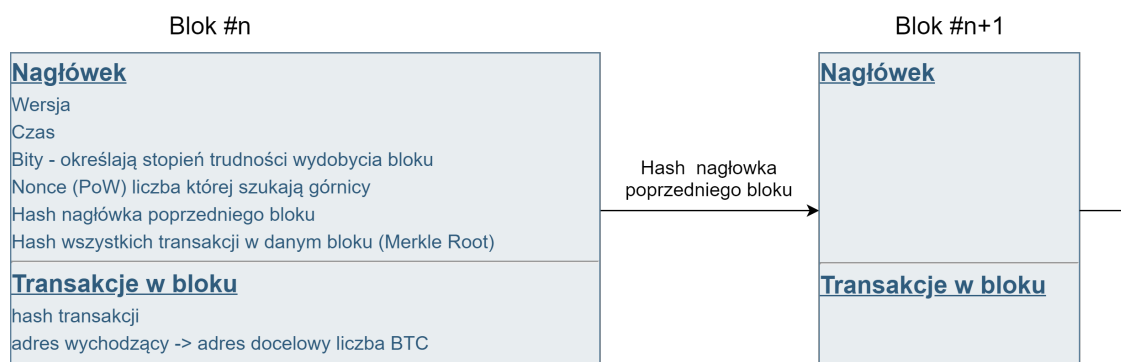 Blok #n
Nagłówek
Wersja
Czas
Bity - określają stopień trudności wydobycia bloku
Nonce (PoW) liczba której szukają górnicy
Hash nagłówka poprzedniego bloku
Hash wszystkich transakcji w danym bloku (Merkle Root)
Transakcje w bloku
hash transakcji
adres wychodzący -> adres docelowy liczba BTC
Hash nagłowka
poprzedniego bloku
Blok #n+1
Nagłówek
Transakcje w bloku